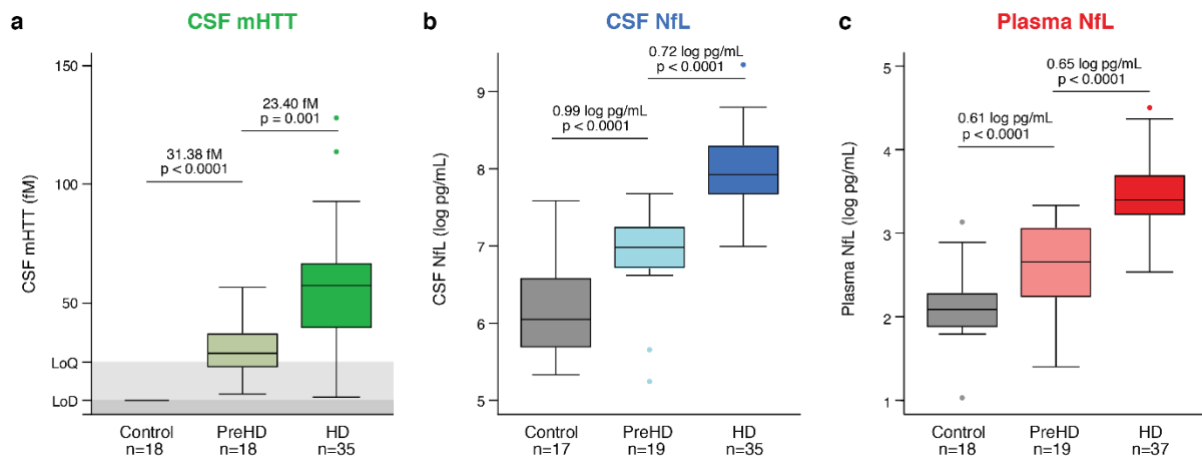 a
CSF mHTT
CSF mHTT (fM)
150
100
50
LoQ
LoD
31.38 fM
p < 0.0001
23.40 fM
p = 0.001
Control
n=18
PreHD
n=18
HD
n=35
b
CSF NfL
CSF NfL (log pg/mL)
9
8
7
6
5
0.99 log pg/mL
p < 0.0001
0.72 log pg/mL
p < 0.0001
Control
n=17
PreHD
n=19
HD
n=35
c
Plasma NfL
Plasma NfL (log pg/mL)
5
4
3
2
1
0.61 log pg/mL
p < 0.0001
0.65 log pg/mL
p < 0.0001
Control
n=18
PreHD
n=19
HD
n=37